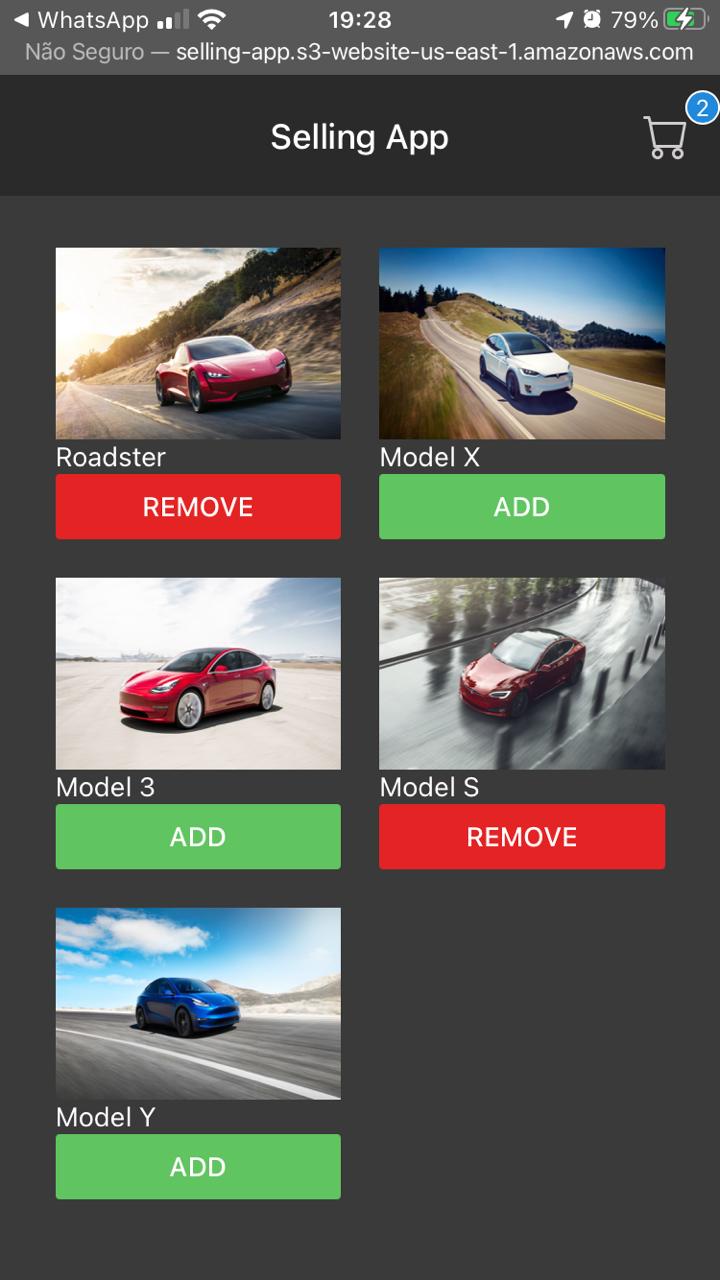 WhatsApp 19:28 79%
Não Seguro — selling-app.s3-website-us-east-1.amazonaws.com
Selling App 2
Roadster Model X
REMOVE ADD
Model 3 Model S
ADD REMOVE
Model Y
ADD